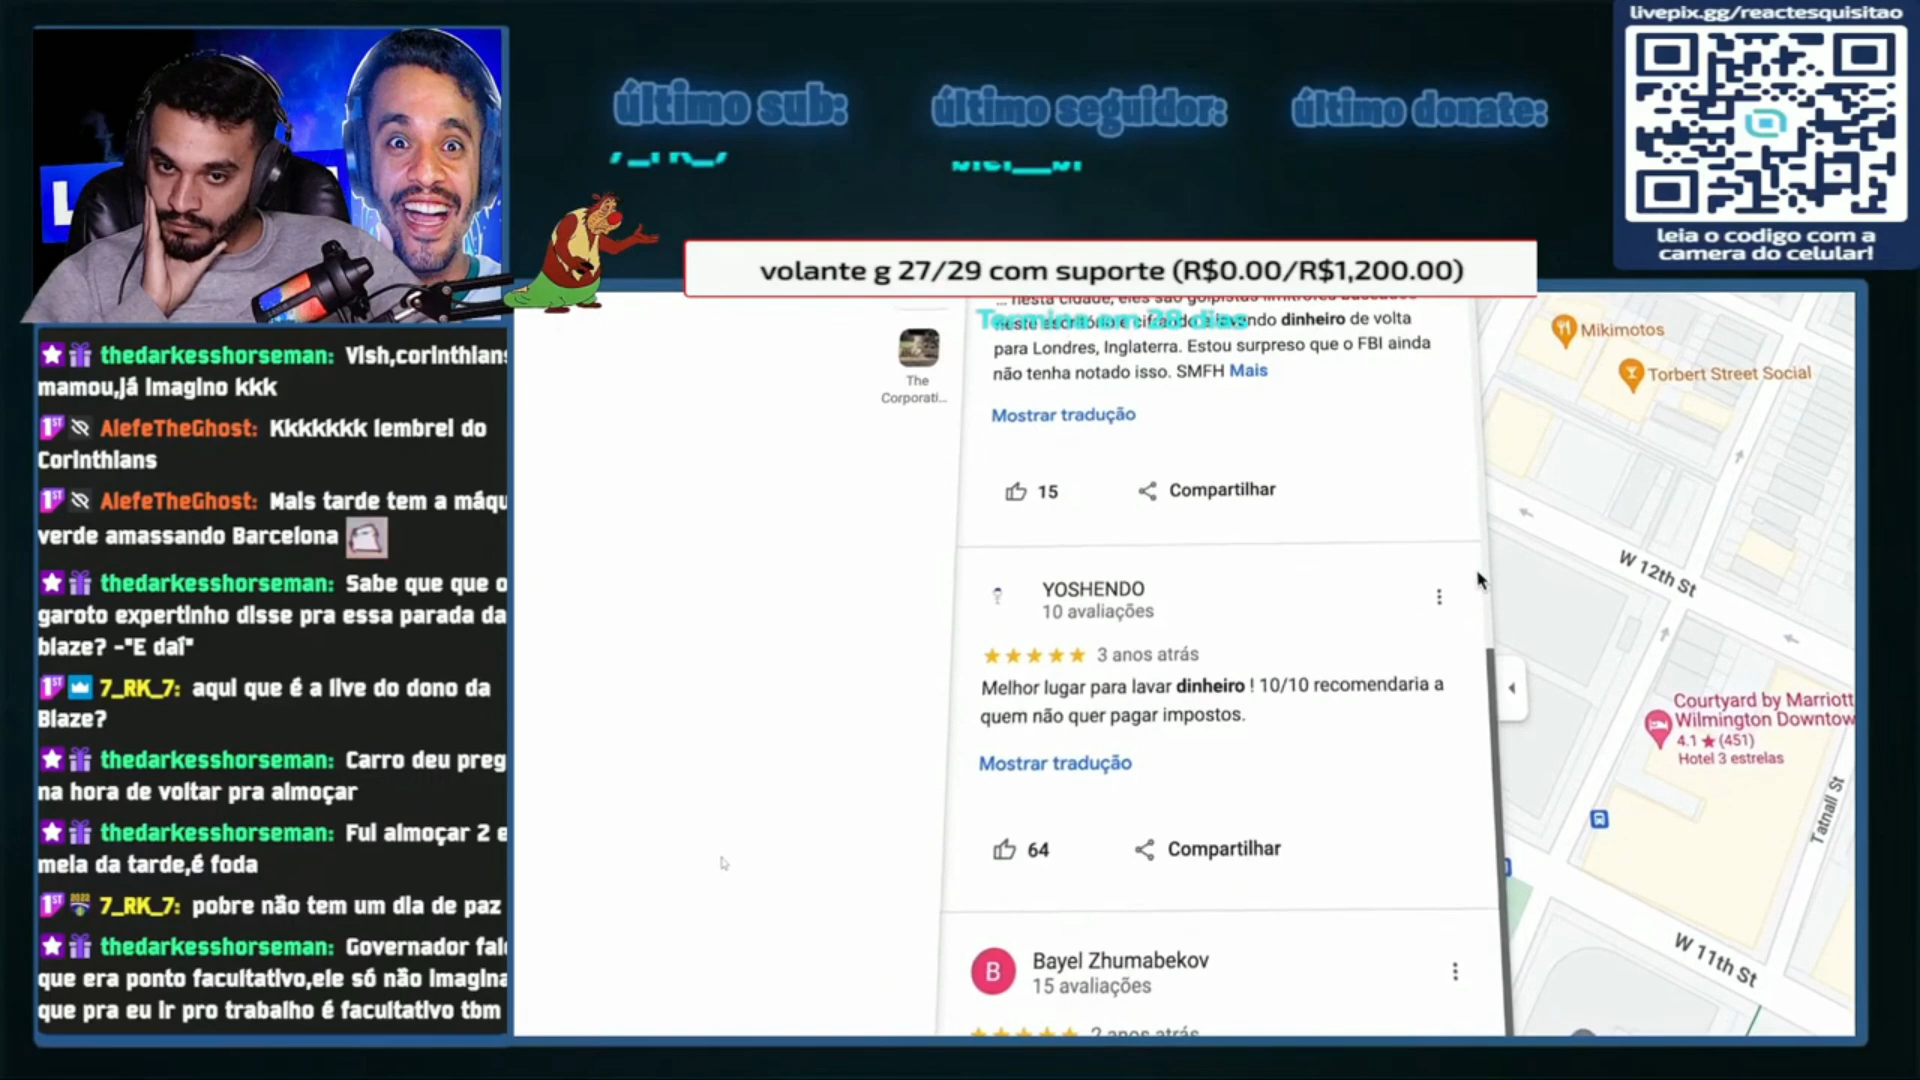 livepix.gg/reactesquisitao
último sub:
último seguidor:
último donate:
7_RK_7
leia o codigo com a
camera do celular!
volante g 27/29 com suporte (R$0.00/R$1,200.00)
Termina em 28 dias
thedarkesshorseman: Vish,corinthians
mamou,já imagino kkk
AlefeTheGhost: Kkkkkkk lembrei do
Corinthians
AlefeTheGhost: Mais tarde tem a máqu
verde amassando Barcelona
thedarkesshorseman: Sabe que que o
garoto expertinho disse pra essa parada da
blaze? -"E daí"
7_RK_7: aqui que é a live do dono da
Blaze?
thedarkesshorseman: Carro deu preg
na hora de voltar pra almoçar
thedarkesshorseman: Fui almoçar 2 e
meia da tarde,é foda
7_RK_7: pobre não tem um dia de paz
thedarkesshorseman: Governador fal
que era ponto facultativo,ele só não imagina
que pra eu ir pro trabalho é facultativo tbm
The
Corporati...
dinheiro de volta
para Londres, Inglaterra. Estou surpreso que o FBI ainda
não tenha notado isso. SMFH Mais
Mostrar tradução
15
Compartilhar
YOSHENDO
10 avaliações
3 anos atrás
Melhor lugar para lavar dinheiro ! 10/10 recomendaria a
quem não quer pagar impostos.
Mostrar tradução
64
Compartilhar
B
Bayel Zhumabekov
15 avaliações
2 anos atrás
Mikimotos
Torbert Street Social
W 12th St
Courtyard by Marriott
Wilmington Downtow
4.1 ★ (451)
Hotel 3 estrelas
Tatnall St
W 11th St